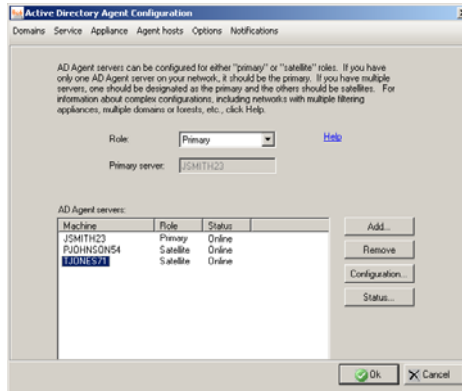 Active Directory Agent Configuration
Domains Service Appliance Agent hosts Options Notifications
AD Agent servers can be configured for either "primary" or "satellite" roles. If you have
only one AD Agent server on your network, it should be the primary. If you have multiple
servers, one should be designated as the primary and the others should be satellites. For
information about complex configurations, including networks with multiple filtering
appliances, multiple domains or forests, etc., click Help.
Role: Primary Help
Primary server: JSMITH23
AD Agent servers:
Machine Role Status
JSMITH23 Primary Online
PJOHNSON54 Satellite Online
TJONES71 Satellite Online
Add...
Remove
Configuration...
Status...
Ok Cancel